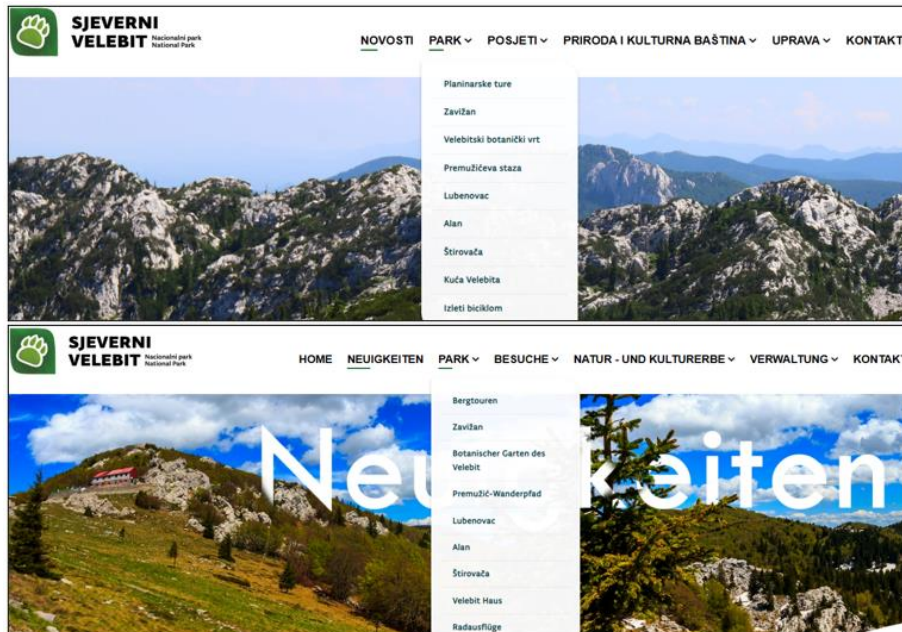 SJEVERNI
VELEBIT Nacionalni park
National Park
NOVOSTI PARK POSJETI PRIRODA I KULTURNA BAŠTINA UPRAVA KONTAKT
Planinarske ture
Zavižan
Velebitski botanički vrt
Premužićeva staza
Lubenovac
Alan
Štirovača
Kuća Velebita
Izleti biciklom
SJEVERNI
VELEBIT Nacionalni park
National Park
HOME NEUIGKEITEN PARK BESUCHE NATUR - UND KULTURERBE VERWALTUNG KONTAKT
Neuigkeiten
Bergtouren
Zavižan
Botanischer Garten des
Velebit
Premužić-Wanderpfad
Lubenovac
Alan
Štirovača
Velebit Haus
Radausflüge